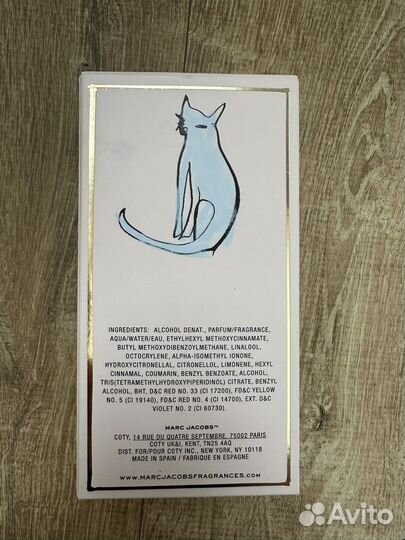 INGREDIENTS: ALCOHOL DENAT., PARFUM/FRAGRANCE,
AQUA/WATER/EAU, ETHYLHEXYL METHOXYCINNAMATE,
BUTYL METHOXYDIBENZOYLMETHANE, LINALOOL,
OCTOCRYLENE, ALPHA-ISOMETHYL IONONE,
HYDROXYCITRONELLAL, CITRONELLOL, LIMONENE, HEXYL
CINNAMAL, COUMARIN, BENZYL BENZOATE, ALCOHOL,
TRIS(TETRAMETHYLHYDROXYPIPERIDINOL) CITRATE, BENZYL
ALCOHOL, BHT, D&C RED NO. 33 (CI 17200), FD&C YELLOW
NO. 5 (CI 19140), FD&C RED NO. 4 (CI 14700), EXT. D&C
VIOLET NO. 2 (CI 60730).
MARC JACOBS™
COTY, 14 RUE DU QUATRE SEPTEMBRE, 75002 PARIS
COTY UK&I, KENT, TN25 4AQ
DIST. FOR/POUR COTY INC., NEW YORK, NY 10118
MADE IN SPAIN / FABRIQUÉ EN ESPAGNE
WWW.MARCJACOBSFRAGRANCES.COM
Avito